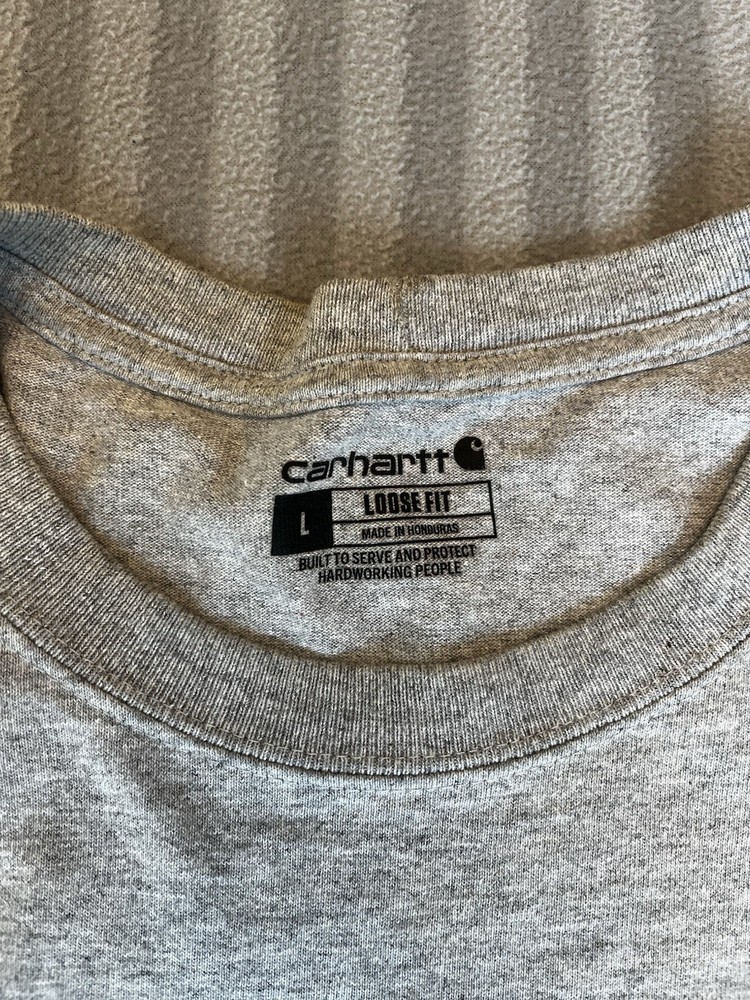 carhartt
L
LOOSE FIT
MADE IN HONDURAS
BUILT TO SERVE AND PROTECT
HARDWORKING PEOPLE